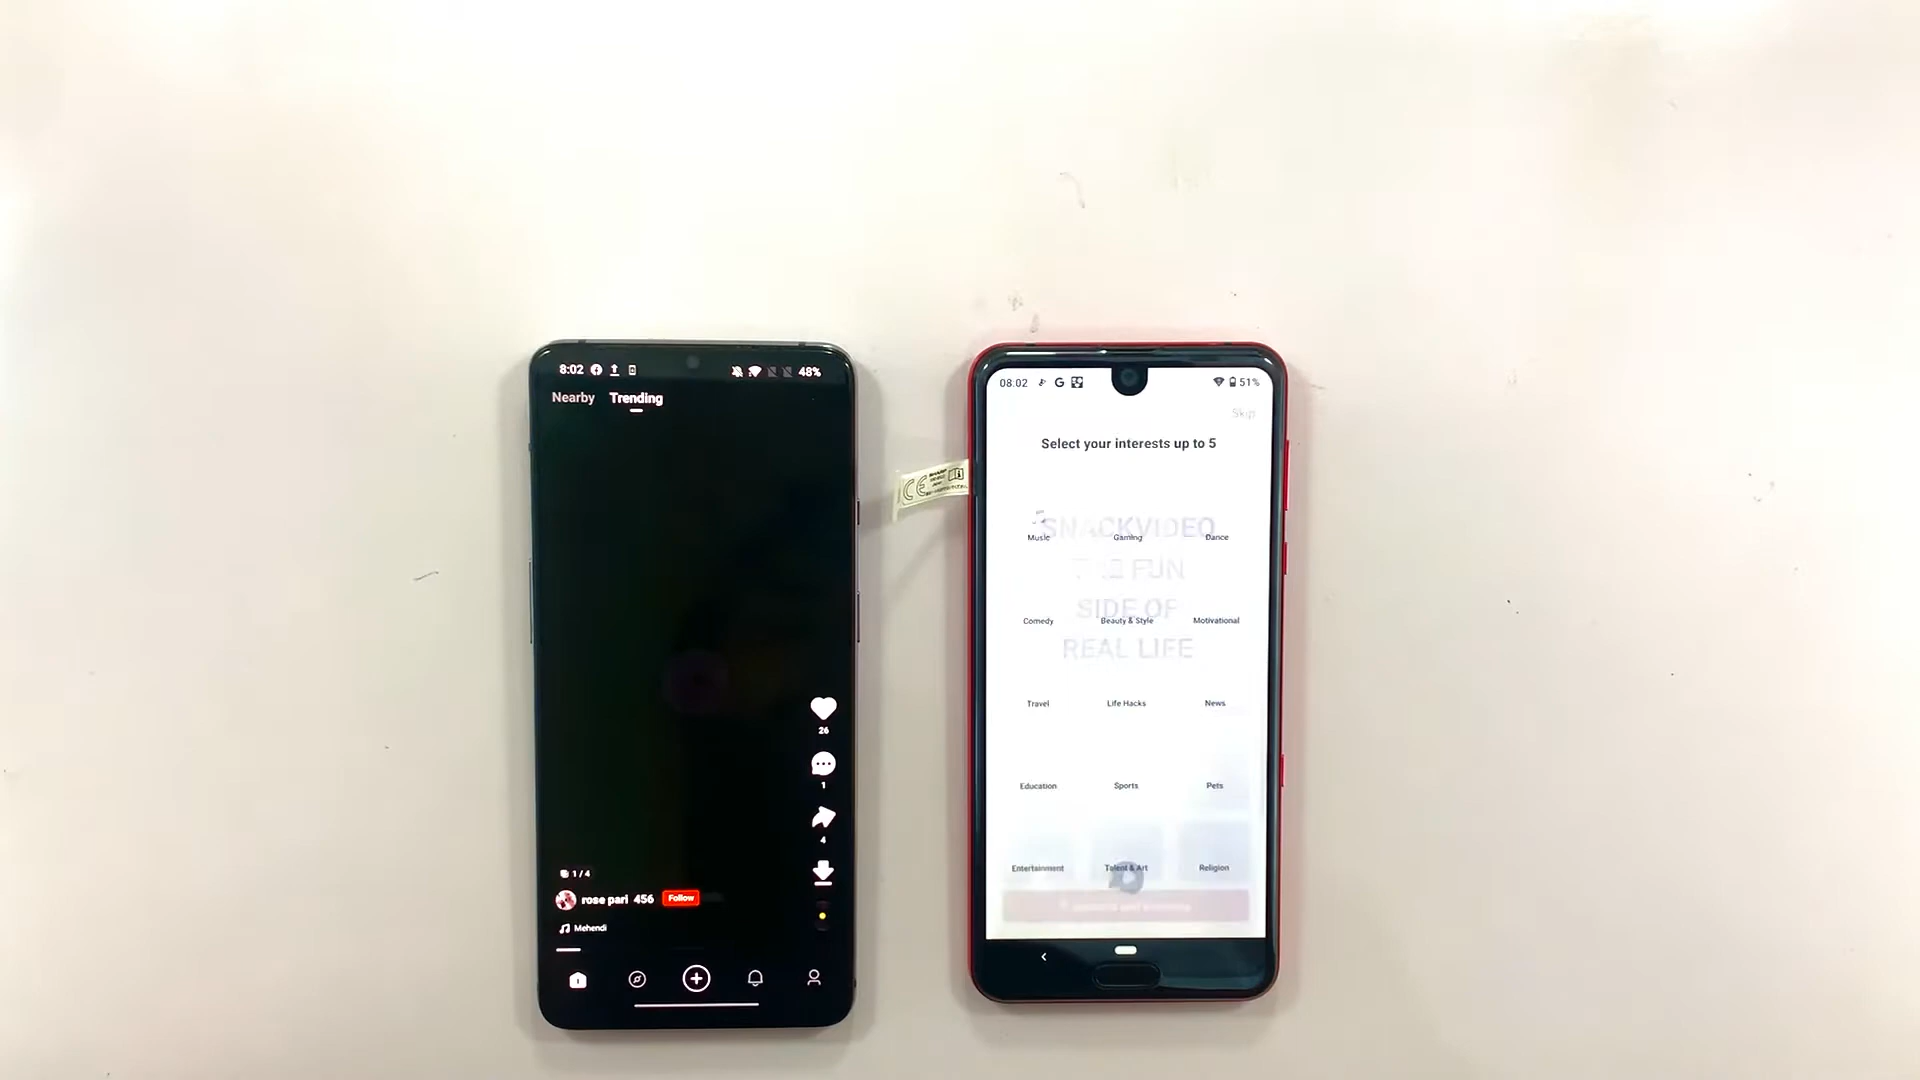 8:02
48%
Nearby Trending
26
1
4
1/4
rose pari 456 Follow
Mehendi
CE
08:02 G
51%
Skip
Select your interests up to 5
SNACKVIDEO
THE FUN
SIDE OF
REAL LIFE
Music Gaming Dance
Comedy Beauty & Style Motivational
Travel Life Hacks News
Education Sports Pets
Entertainment Talent & Art Religion